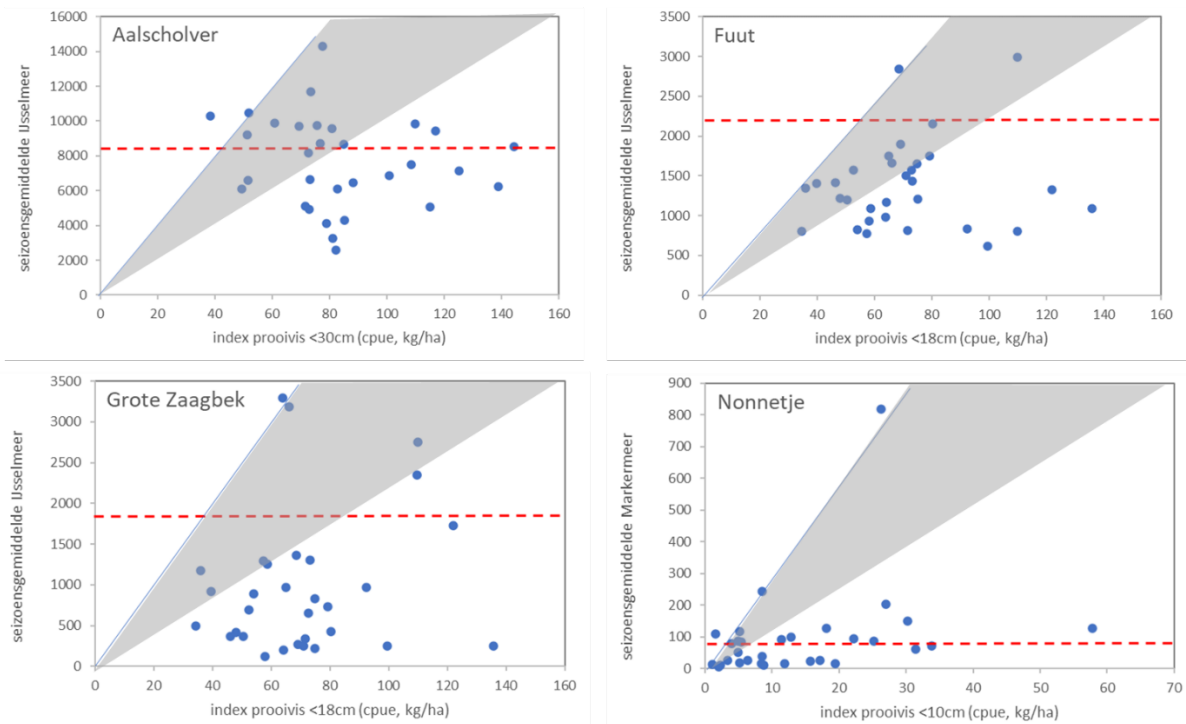 Aalscholver
seizoensgemiddelde IJsselmeer
16000
14000
12000
10000
8000
6000
4000
2000
0
0 20 40 60 80 100 120 140 160
index prooivis <30cm (cpue, kg/ha)
Fuut
seizoensgemiddelde IJsselmeer
3500
3000
2500
2000
1500
1000
500
0
0 20 40 60 80 100 120 140 160
index prooivis <18cm (cpue, kg/ha)
Grote Zaagbek
seizoensgemiddelde IJsselmeer
3500
3000
2500
2000
1500
1000
500
0
0 20 40 60 80 100 120 140 160
index prooivis <18cm (cpue, kg/ha)
Nonnetje
seizoensgemiddelde Markermeer
900
800
700
600
500
400
300
200
100
0
0 10 20 30 40 50 60 70
index prooivis <10cm (cpue, kg/ha)